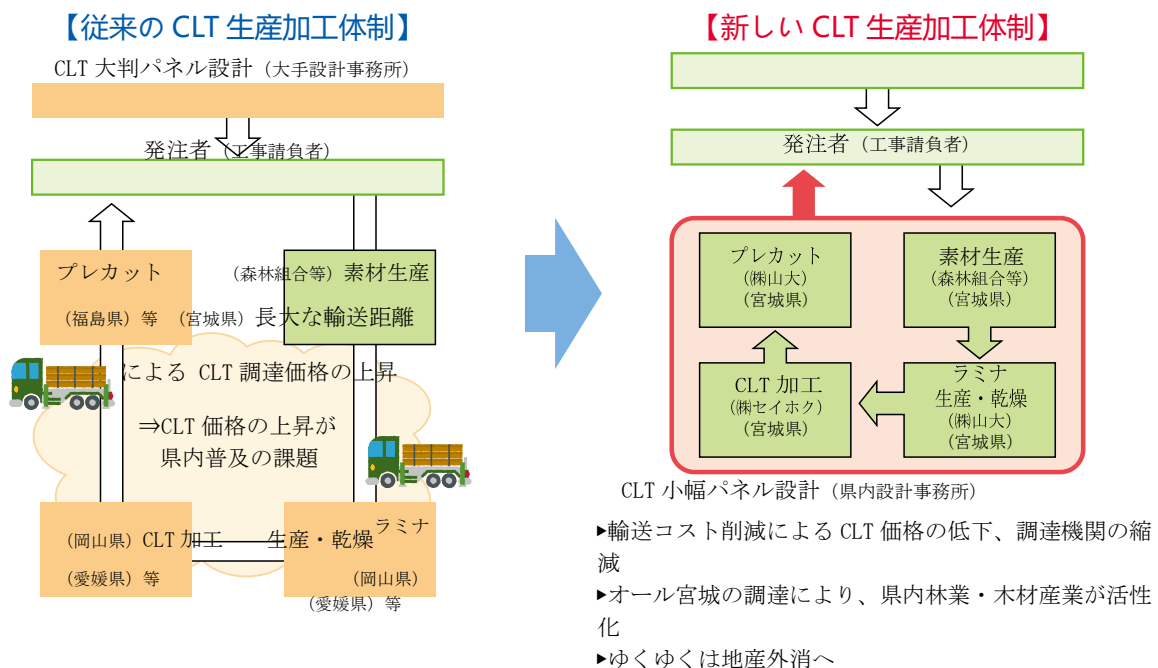 【従来の CLT 生産加工体制】
CLT 大判パネル設計（大手設計事務所）
発注者（工事請負者）
プレカット
（福島県）等
（森林組合等）素材生産
（宮城県）長大な輸送距離
による CLT 調達価格の上昇
⇒CLT 価格の上昇が
県内普及の課題
（岡山県）CLT 加工
（愛媛県）等
生産・乾燥ラミナ
（岡山県）
（愛媛県）等
【新しい CLT 生産加工体制】
発注者（工事請負者）
プレカット
（㈱山大）
（宮城県）
素材生産
（森林組合等）
（宮城県）
CLT 加工
（㈱セイホク）
（宮城県）
ラミナ
生産・乾燥
（㈱山大）
（宮城県）
CLT 小幅パネル設計（県内設計事務所）
▶輸送コスト削減による CLT 価格の低下、調達機関の縮
減
▶オール宮城の調達により、県内林業・木材産業が活性
化
▶ゆくゆくは地産外消へ